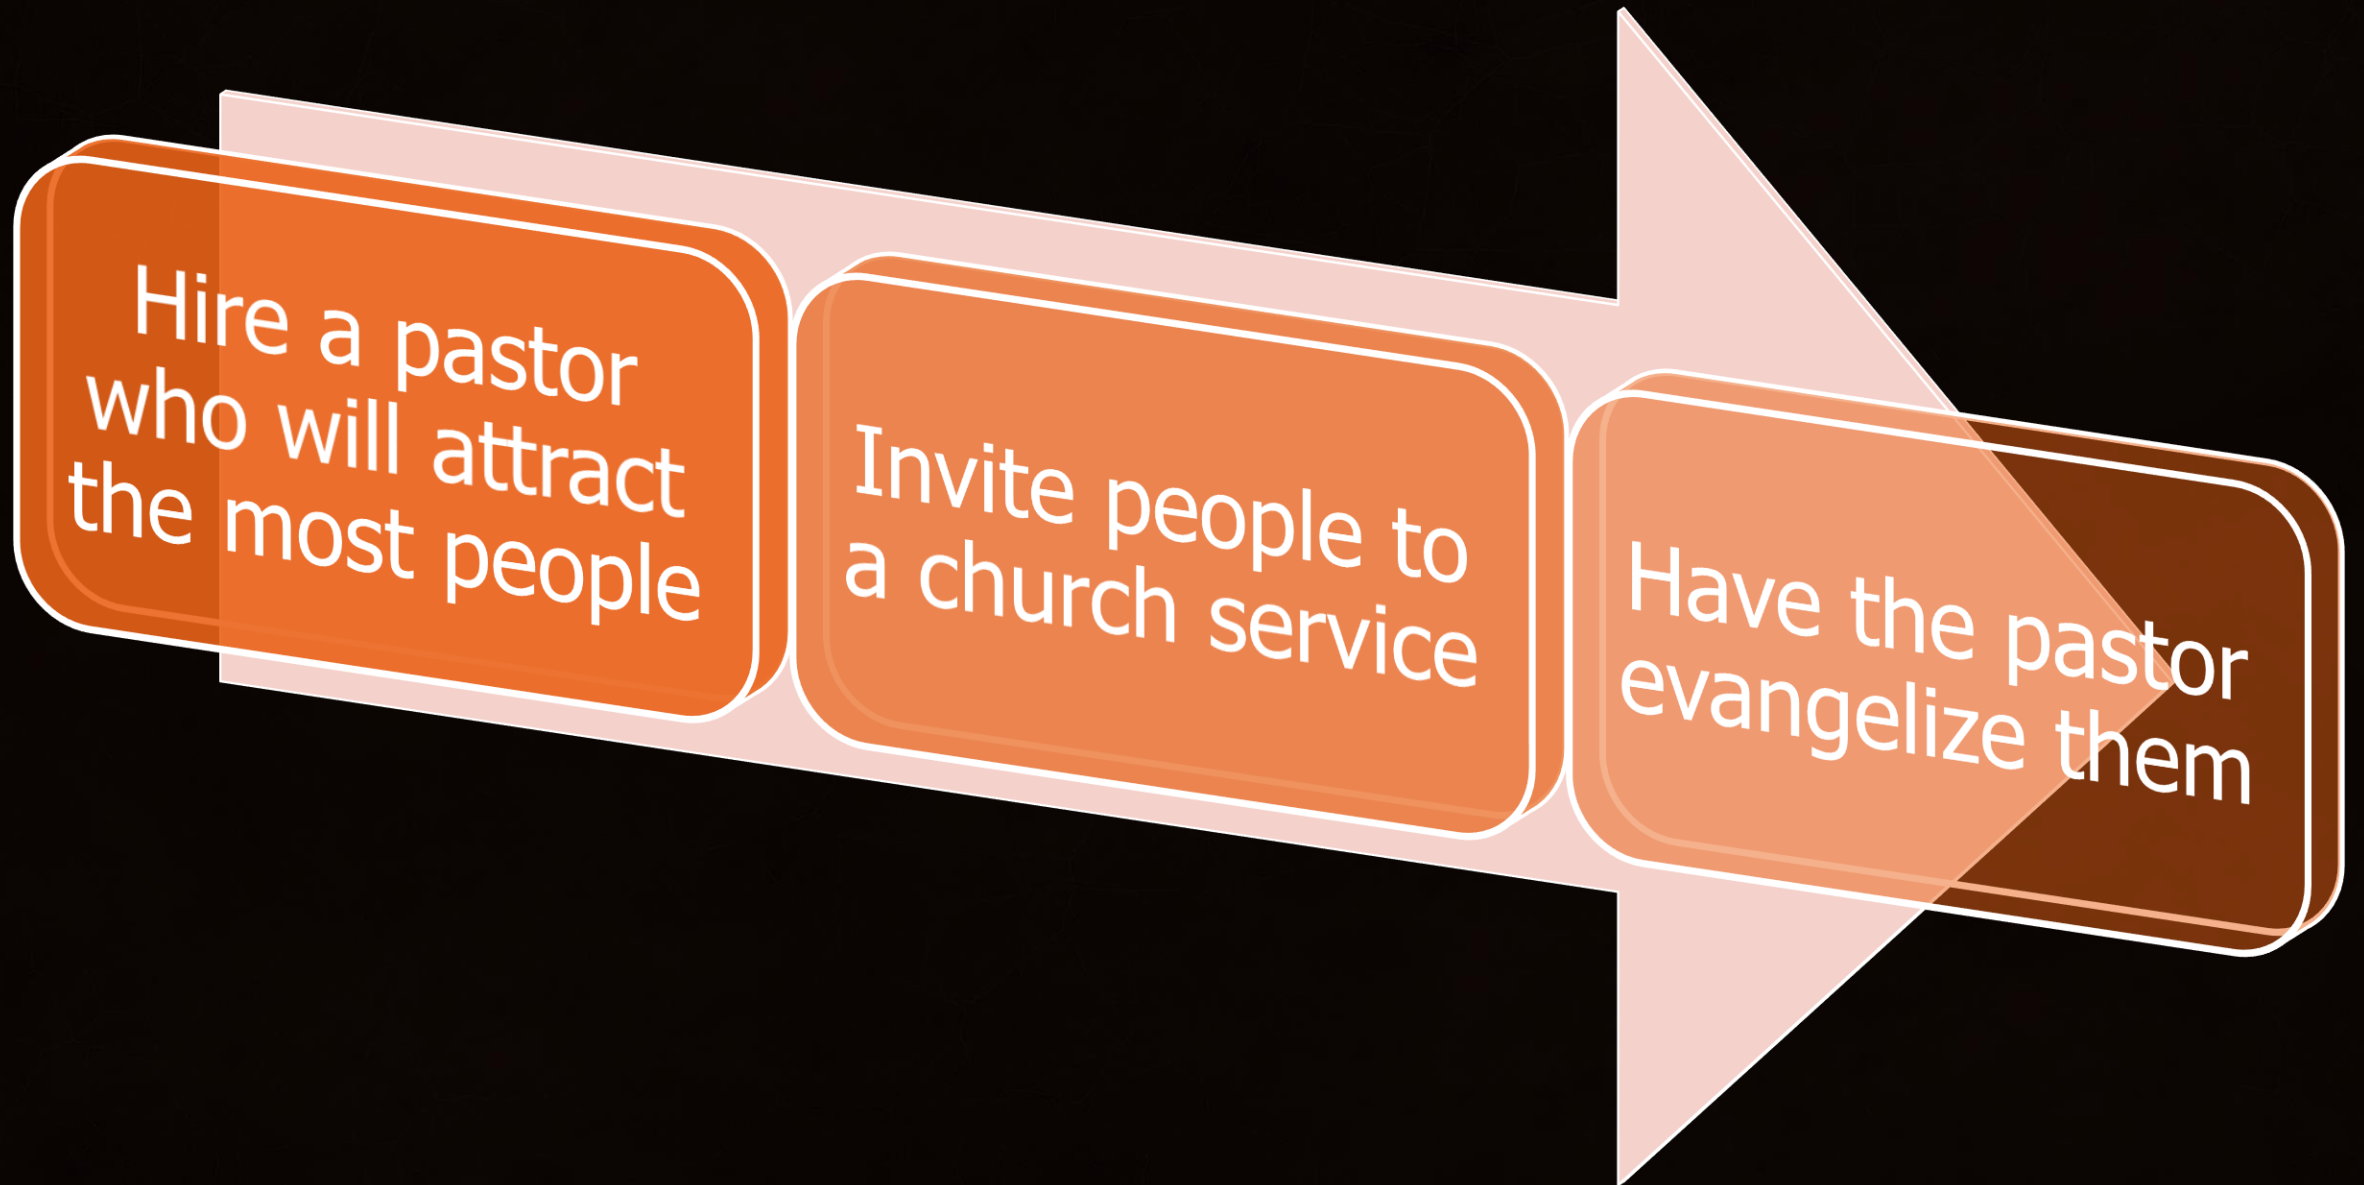 Hire a pastor
who will attract
the most people
Invite people to
a church service
Have the pastor
evangelize them